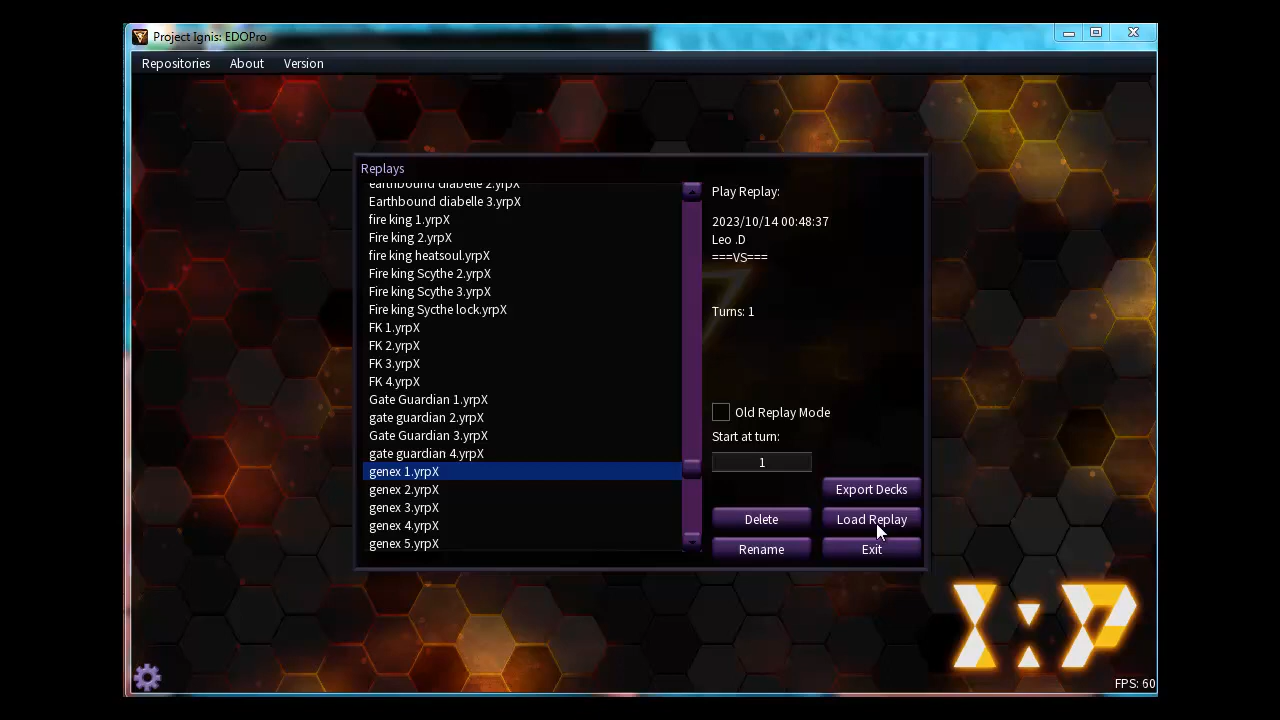 Project Ignis: EDOPro
Repositories About Version
Replays
earthbound diabelle 2.yrpX
Earthbound diabelle 3.yrpX
fire king 1.yrpX
Fire king 2.yrpX
fire king heatsoul.yrpX
Fire king Scythe 2.yrpX
Fire king Scythe 3.yrpX
Fire king Sycthe lock.yrpX
FK 1.yrpX
FK 2.yrpX
FK 3.yrpX
FK 4.yrpX
Gate Guardian 1.yrpX
gate guardian 2.yrpX
Gate Guardian 3.yrpX
gate guardian 4.yrpX
genex 1.yrpX
genex 2.yrpX
genex 3.yrpX
genex 4.yrpX
genex 5.yrpX
Play Replay:
2023/10/14 00:48:37
Leo .D
===VS===
Turns: 1
Old Replay Mode
Start at turn:
1
Export Decks
Delete
Load Replay
Rename
Exit
I:P
FPS: 60